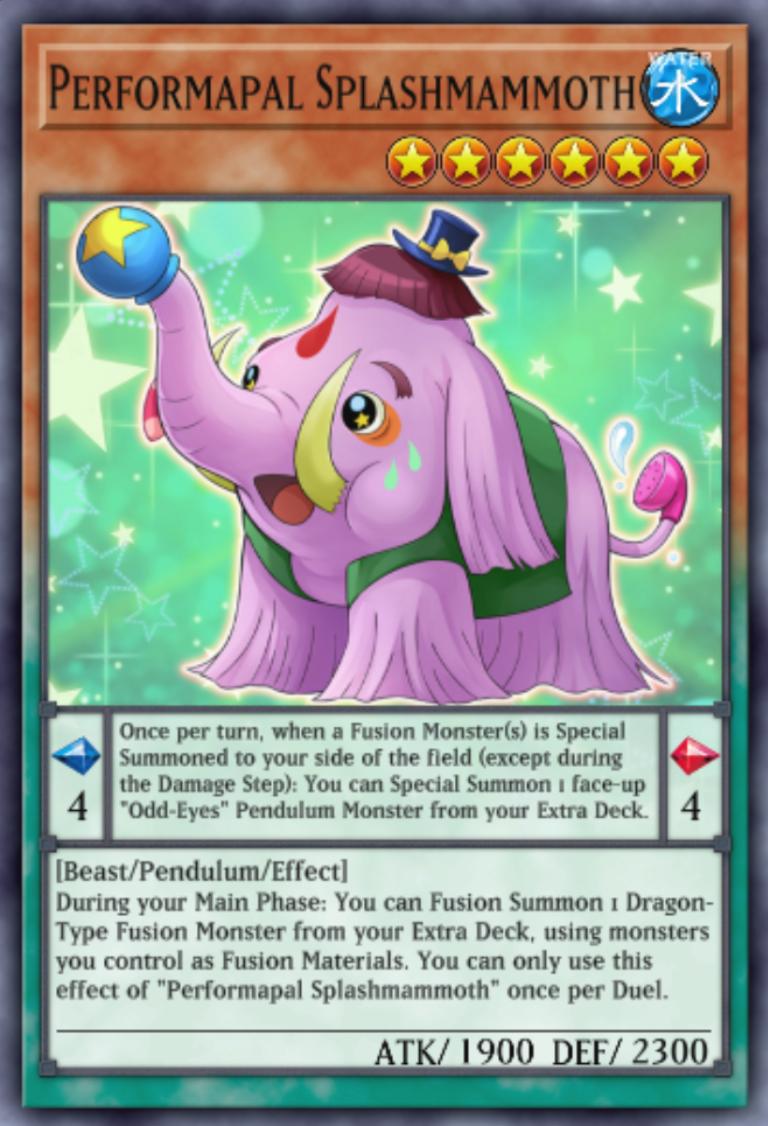 PERFORMAPAL SPLASHMAMMOTH
WATER
水
Once per turn, when a Fusion Monster(s) is Special
Summoned to your side of the field (except during
the Damage Step): You can Special Summon 1 face-up
"Odd-Eyes" Pendulum Monster from your Extra Deck.
4
4
[Beast/Pendulum/Effect]
During your Main Phase: You can Fusion Summon 1 Dragon-
Type Fusion Monster from your Extra Deck, using monsters
you control as Fusion Materials. You can only use this
effect of "Performapal Splashmammoth" once per Duel.
ATK/ 1900 DEF/ 2300